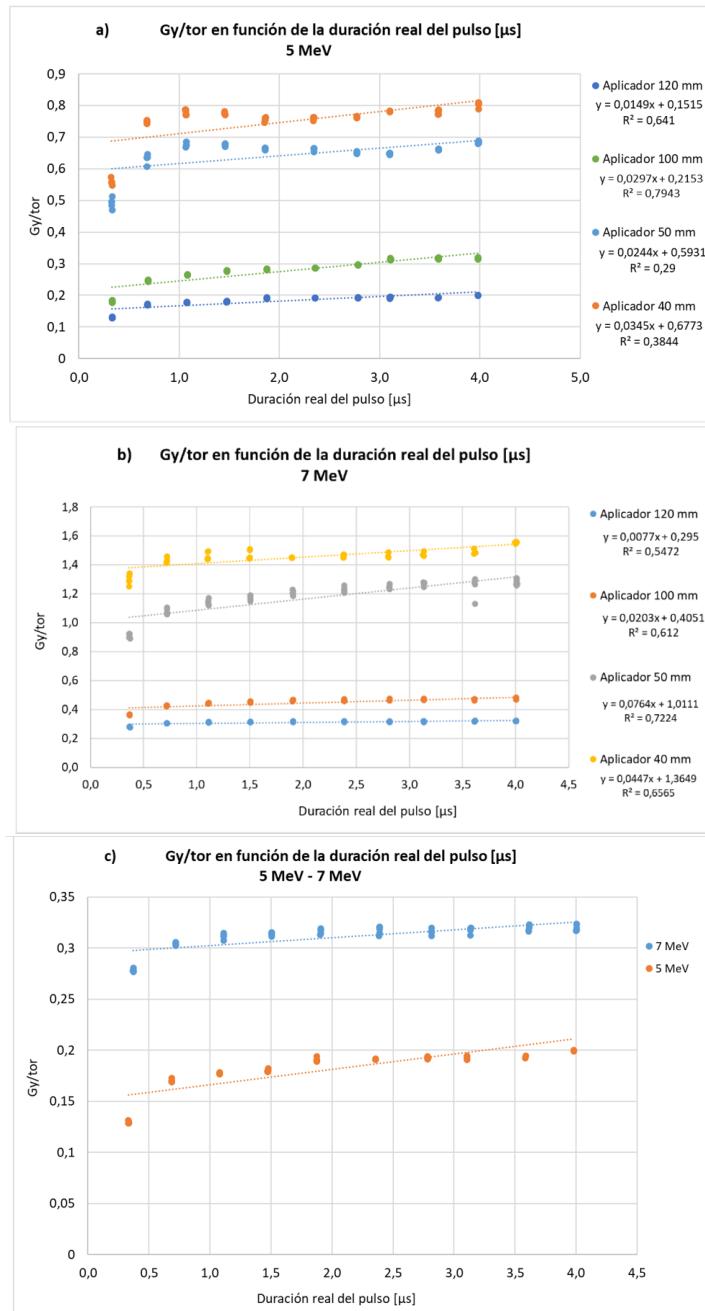 a) Gy/tor en función de la duración real del pulso [µs]
5 MeV
0,9
0,8
0,7
0,6
0,5
0,4
0,3
0,2
0,1
0
Gy/tor
0,0 1,0 2,0 3,0 4,0 5,0
Duración real del pulso [µs]
Aplicador 120 mm
y = 0,0149x + 0,1515
R² = 0,641
Aplicador 100 mm
y = 0,0297x + 0,2153
R² = 0,7943
Aplicador 50 mm
y = 0,0244x + 0,5931
R² = 0,29
Aplicador 40 mm
y = 0,0345x + 0,6773
R² = 0,3844
b) Gy/tor en función de la duración real del pulso [µs]
7 MeV
1,8
1,6
1,4
1,2
1,0
0,8
0,6
0,4
0,2
0,0
Gy/tor
0,0 0,5 1,0 1,5 2,0 2,5 3,0 3,5 4,0 4,5
Duración real del pulso [µs]
Aplicador 120 mm
y = 0,0077x + 0,295
R² = 0,5472
Aplicador 100 mm
y = 0,0203x + 0,4051
R² = 0,612
Aplicador 50 mm
y = 0,0764x + 1,0111
R² = 0,7224
Aplicador 40 mm
y = 0,0447x + 1,3649
R² = 0,6565
c) Gy/tor en función de la duración real del pulso [µs]
5 MeV - 7 MeV
0,35
0,3
0,25
0,2
0,15
0,1
0,05
0
Gy/tor
0,0 0,5 1,0 1,5 2,0 2,5 3,0 3,5 4,0 4,5
Duración real del pulso [µs]
7 MeV
5 MeV